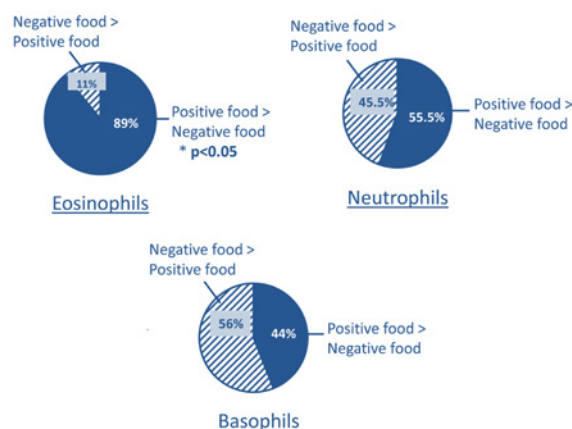 Negative food >
Positive food
11%
89%
Positive food >
Negative food
* p<0.05
Eosinophils
Negative food >
Positive food
45.5%
55.5%
Positive food >
Negative food
Neutrophils
Negative food >
Positive food
56%
44%
Positive food >
Negative food
Basophils